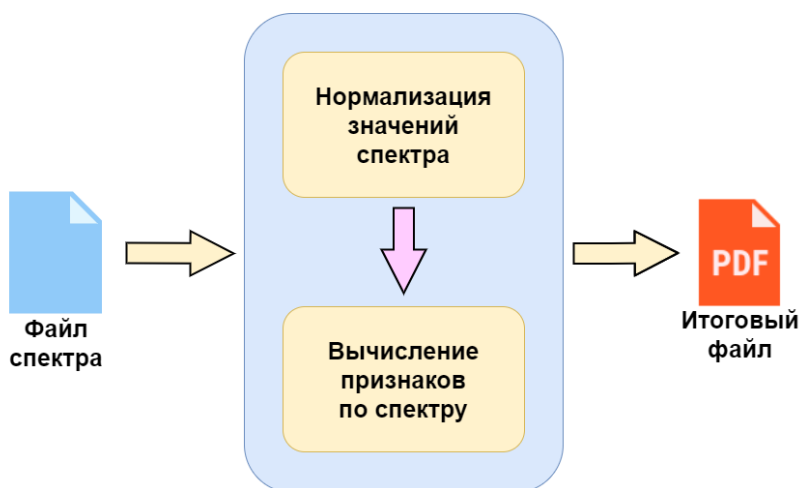 Нормализация
значений
спектра
Файл
спектра
Вычисление
признаков
по спектру
PDF
Итоговый
файл